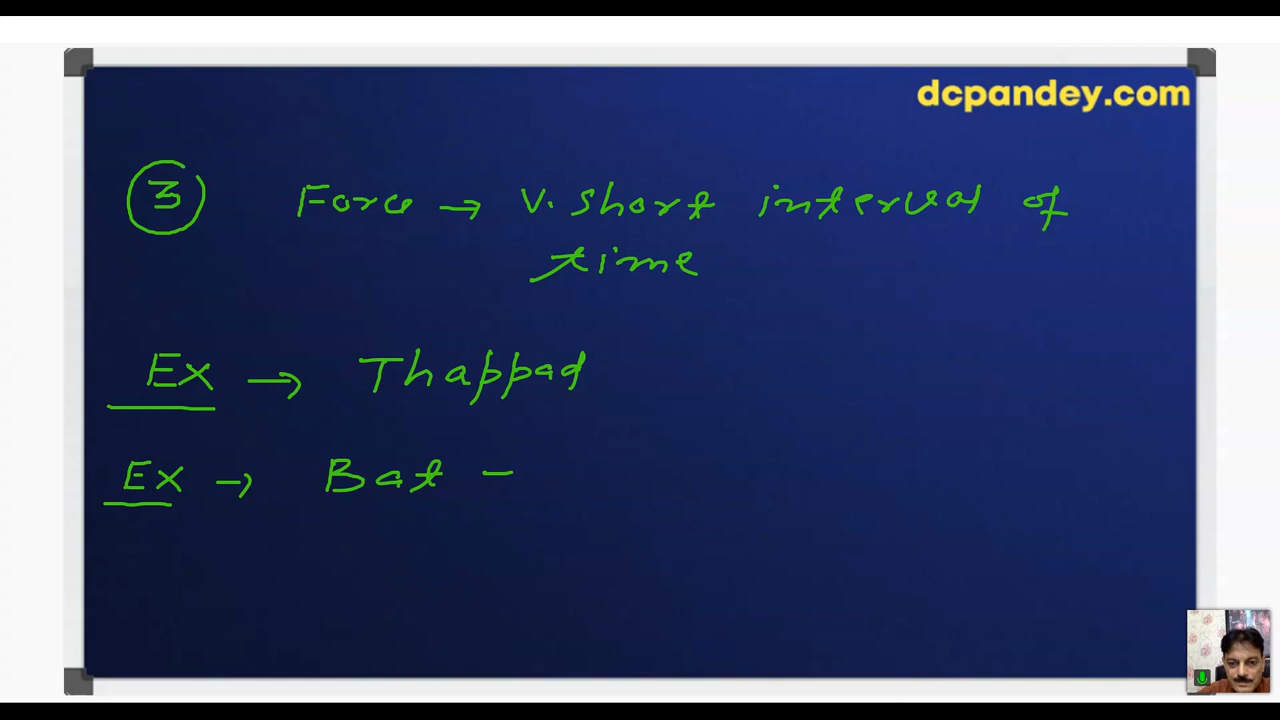 dcpandey.com
3 Force → V. short interval of
time
Ex → Thappad
Ex → Bat -